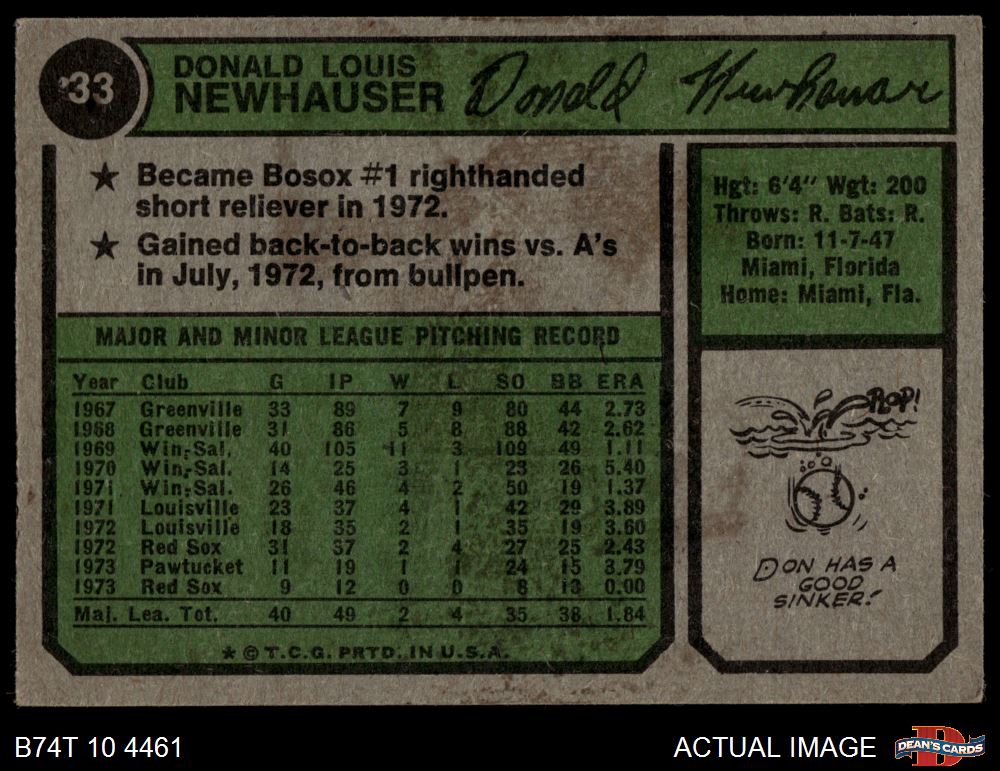 33
DONALD LOUIS
NEWHAUSER Donald Newhauser
★ Became Bosox #1 righthanded
short reliever in 1972.
★ Gained back-to-back wins vs. A's
in July, 1972, from bullpen.
Hgt: 6'4" Wgt: 200
Throws: R. Bats: R.
Born: 11-7-47
Miami, Florida
Home: Miami, Fla.
MAJOR AND MINOR LEAGUE PITCHING RECORD
Year Club G IP W L SO BB ERA
1967 Greenville 33 89 7 9 80 44 2.73
1968 Greenville 31 86 5 8 88 42 2.62
1969 Win-Sal. 40 105 11 3 109 49 1.11
1970 Win-Sal. 14 25 3 1 23 26 5.40
1971 Win-Sal. 26 46 4 2 50 19 1.37
1971 Louisville 23 37 4 1 42 29 3.89
1972 Louisville 18 35 2 1 35 19 3.60
1972 Red Sox 31 37 2 4 27 25 2.43
1973 Pawtucket 11 19 1 1 24 15 3.79
1973 Red Sox 9 12 0 0 8 13 0.00
Maj. Lea. Tot. 40 49 2 4 35 38 1.84
★ © T.C.G. PRTD. IN U.S.A.
PLOP!
DON HAS A
GOOD
SINKER!
B74T 10 4461
ACTUAL IMAGE
DEAN'S CARDS